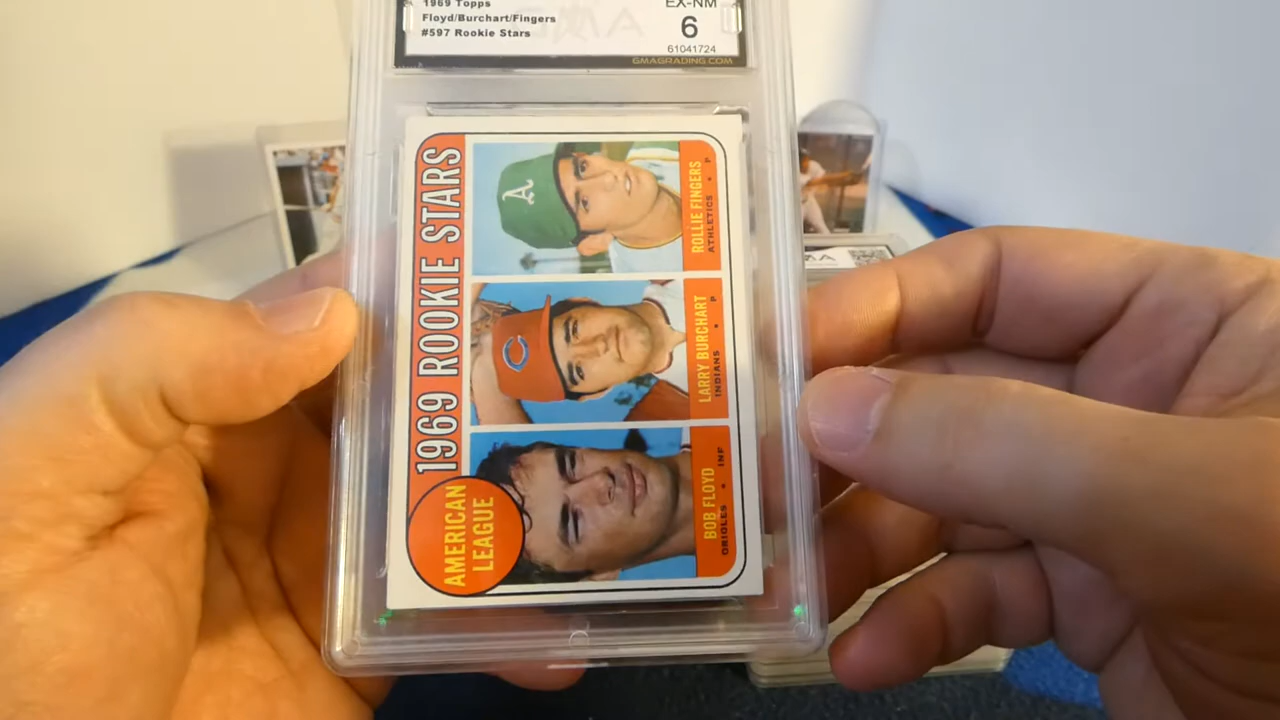 1969 Topps
Floyd/Burchart/Fingers
#597 Rookie Stars
EX-NM
6
61041724
GMAGRADING.COM
GMA
1969 ROOKIE STARS
AMERICAN
LEAGUE
BOB FLOYD
ORIOLES • INF
LARRY BURCHART
INDIANS • P
ROLLIE FINGERS
ATHLETICS • P
A
C